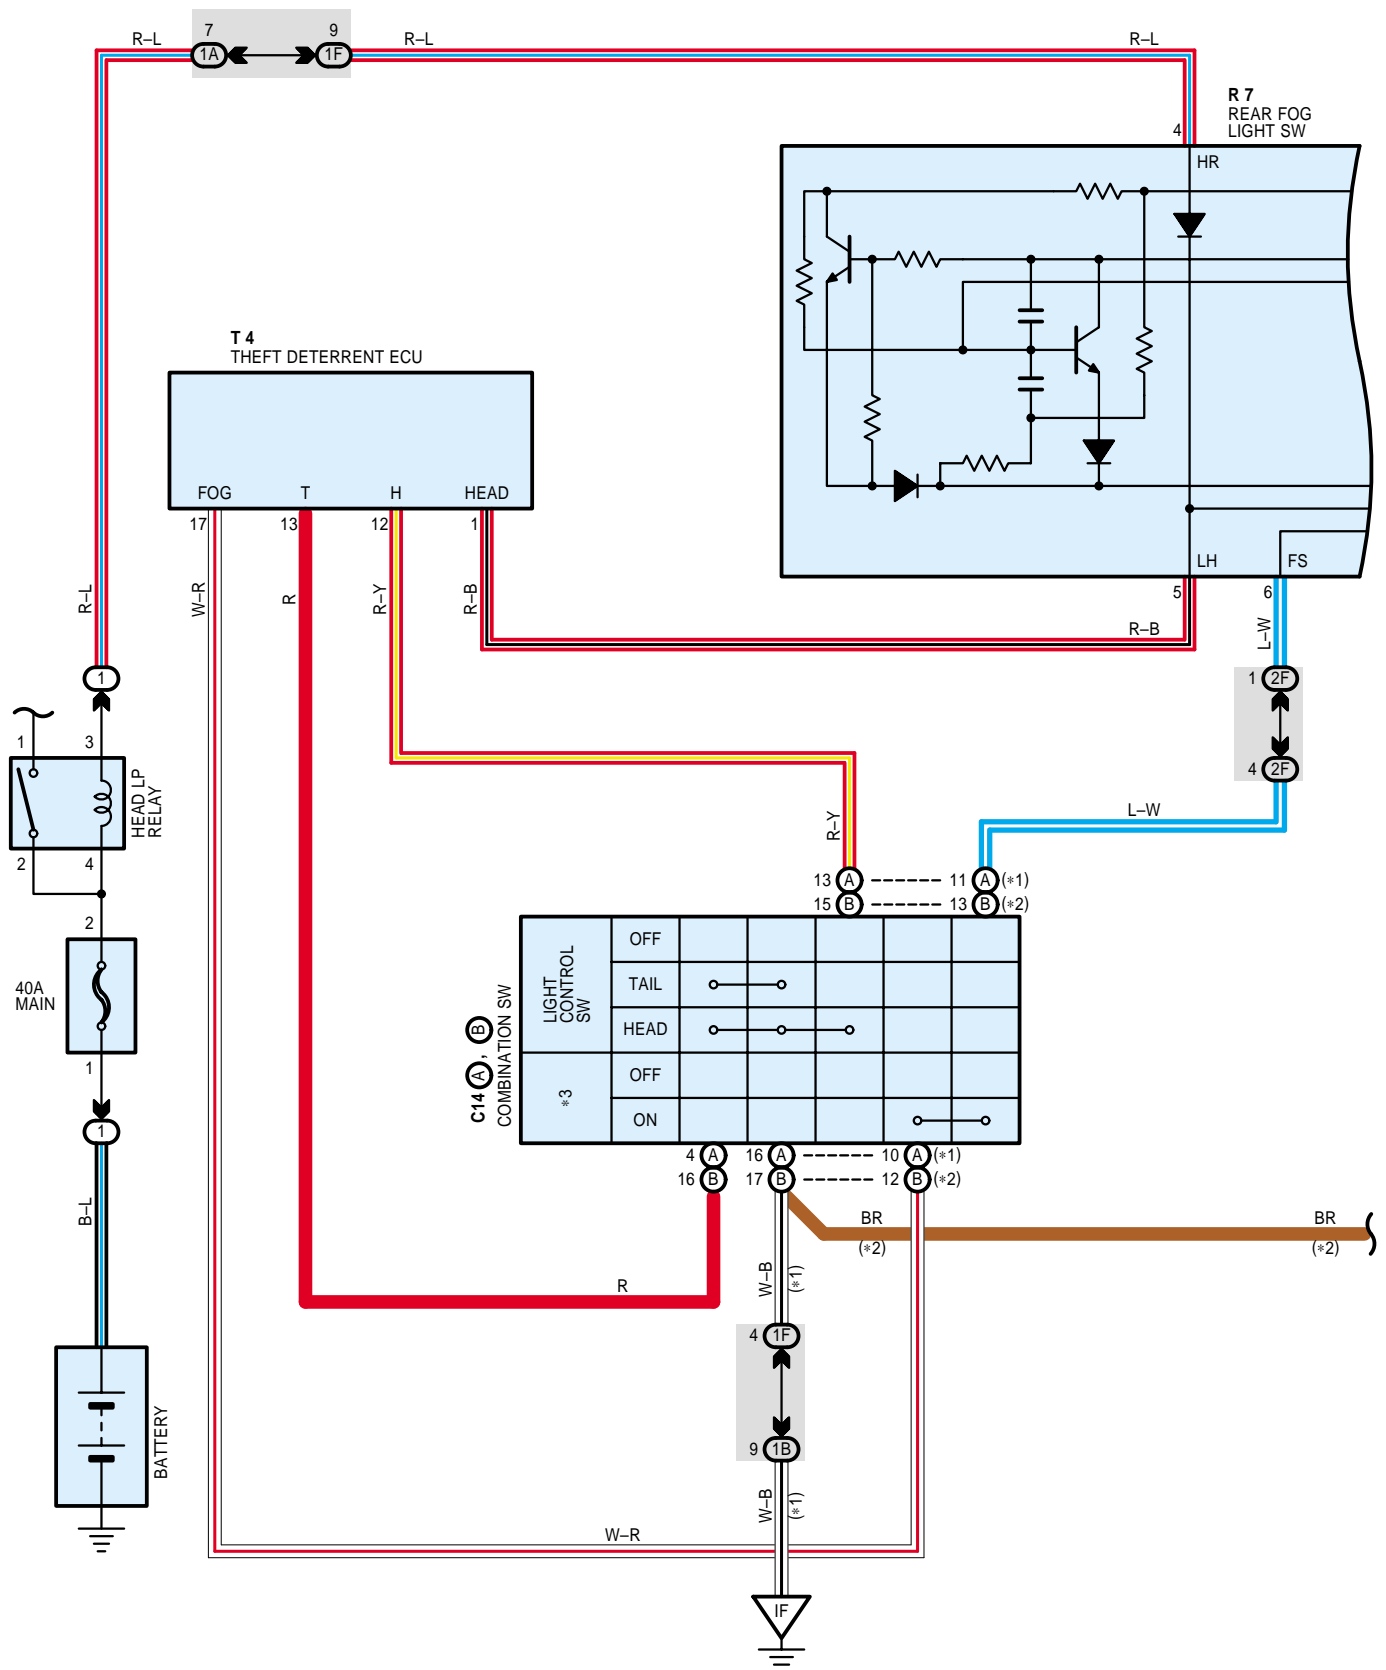 7 9
R–L 1A 1F R–L R–L
R 7
REAR FOG
LIGHT SW
4
HR
T 4
THEFT DETERRENT ECU
FOG T H HEAD
17 13 12 1
LH FS
5 6
R–L W–R R R–Y R–B
R–B
L–W
1
1 2F
1 3
4 2F
HEAD LP
RELAY
L–W
R–Y
2 4
13 A 11 A (*1)
15 B 13 B (*2)
2
40A
MAIN
1
1
C14 A , B
COMBINATION SW
LIGHT
CONTROL
SW
OFF
TAIL
HEAD
*3
OFF
ON
4 A 16 A 10 A (*1)
16 B 17 B 12 B (*2)
B–L
BR BR
(*2) (*2)
W–B
(*1)
R
4 1F
BATTERY
9 1B
W–B
(*1)
W–R
IF